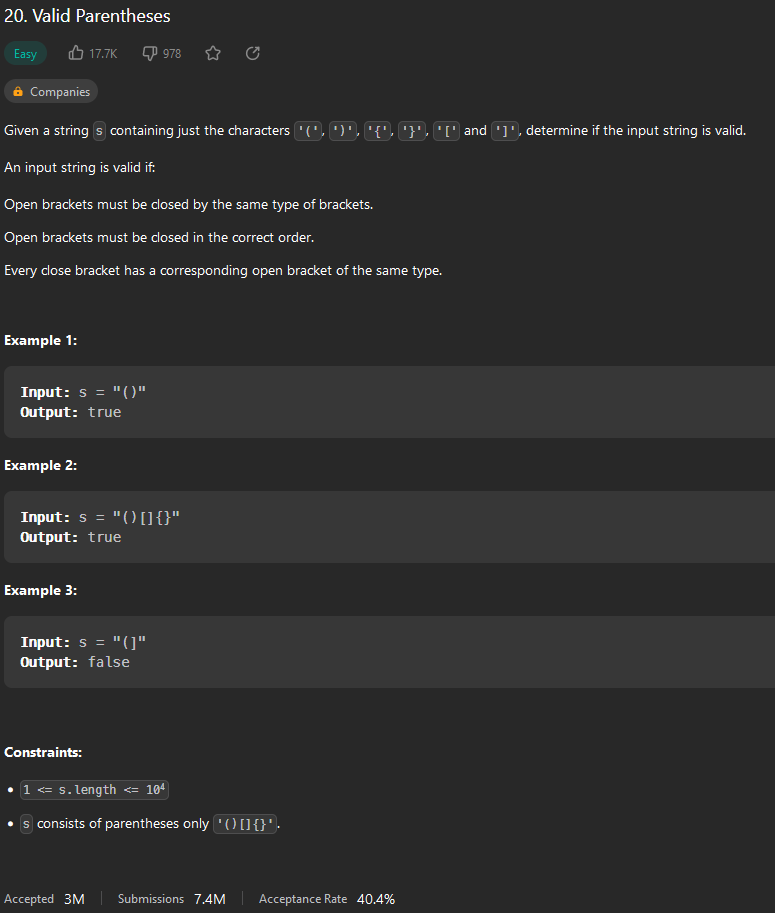 20. Valid Parentheses
Easy 17.7K 978
Companies
Given a string s containing just the characters '(', ')', '{', '}', '[' and ']', determine if the input string is valid.
An input string is valid if:
Open brackets must be closed by the same type of brackets.
Open brackets must be closed in the correct order.
Every close bracket has a corresponding open bracket of the same type.
Example 1:
Input: s = "()"
Output: true
Example 2:
Input: s = "()[]{}"
Output: true
Example 3:
Input: s = "(]"
Output: false
Constraints:
• 1 <= s.length <= 10⁴
• s consists of parentheses only '()[]{}'.
Accepted 3M | Submissions 7.4M | Acceptance Rate 40.4%